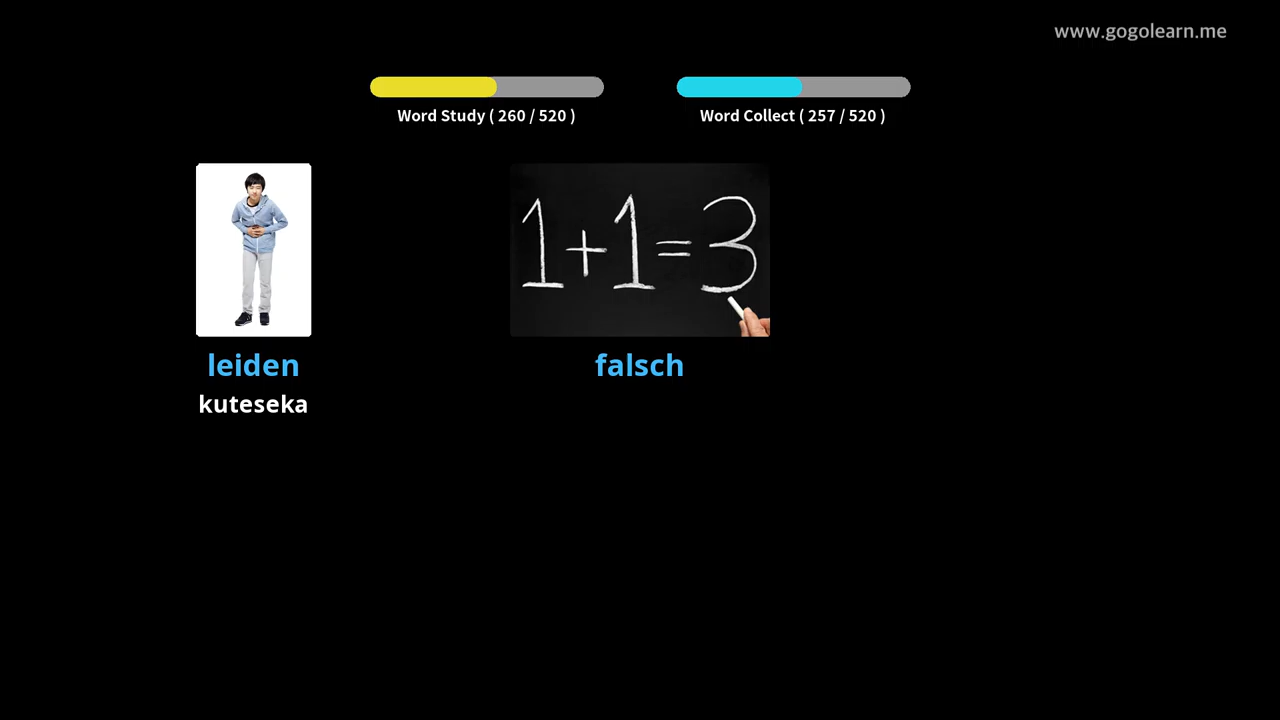 www.gogolearn.me
Word Study ( 260 / 520 )
Word Collect ( 257 / 520 )
1+1=3
leiden
falsch
kuteseka